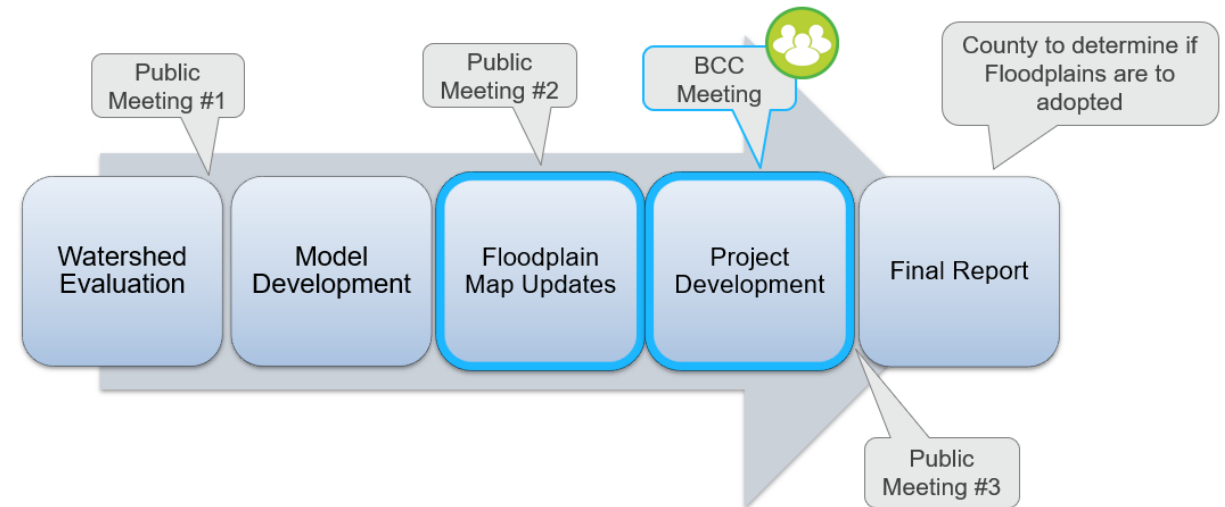 Public
Meeting #1
Public
Meeting #2
BCC
Meeting
County to determine if
Floodplains are to
adopted
Watershed
Evaluation
Model
Development
Floodplain
Map Updates
Project
Development
Final Report
Public
Meeting #3